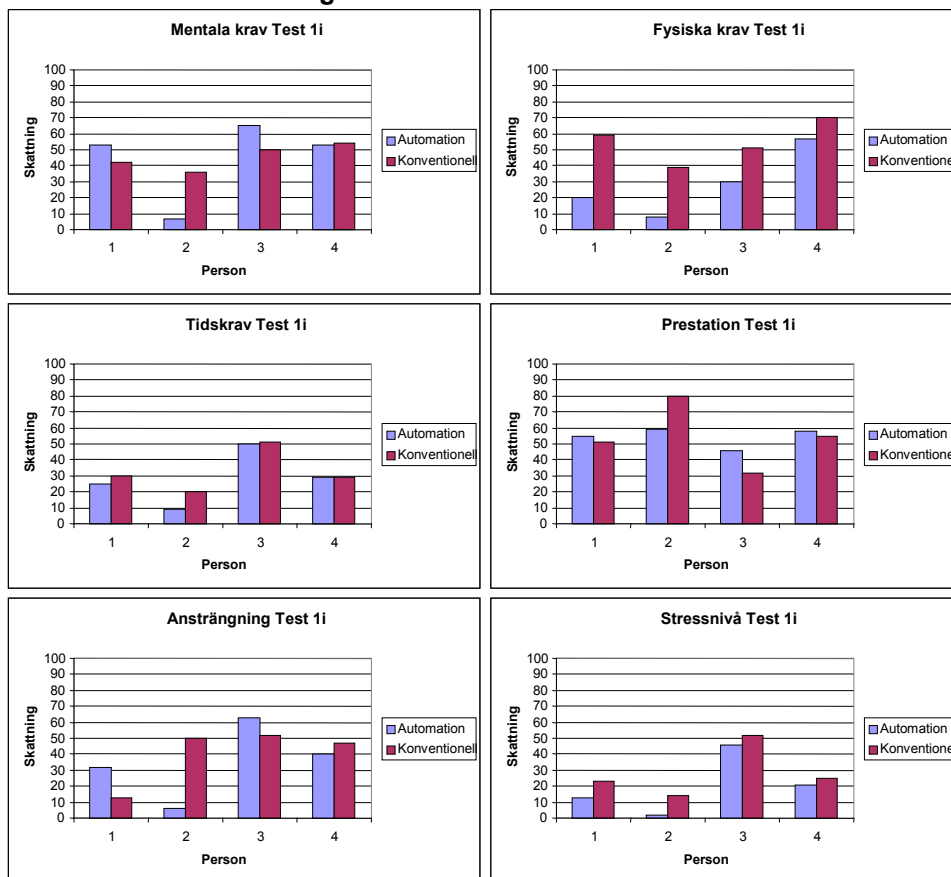 Mentala krav Test 1i
100
90
80
70
60
50
40
30
20
10
0
Skattning
1 2 3 4
Person
Automation
Konventionell
Fysiska krav Test 1i
100
90
80
70
60
50
40
30
20
10
0
Skattning
1 2 3 4
Person
Automation
Konventione
Tidskrav Test 1i
100
90
80
70
60
50
40
30
20
10
0
Skattning
1 2 3 4
Person
Automation
Konventionell
Prestation Test 1i
100
90
80
70
60
50
40
30
20
10
0
Skattning
1 2 3 4
Person
Automation
Konventione
Ansträngning Test 1i
100
90
80
70
60
50
40
30
20
10
0
Skattning
1 2 3 4
Person
Automation
Konventionell
Stressnivå Test 1i
100
90
80
70
60
50
40
30
20
10
0
Skattning
1 2 3 4
Person
Automation
Konventione